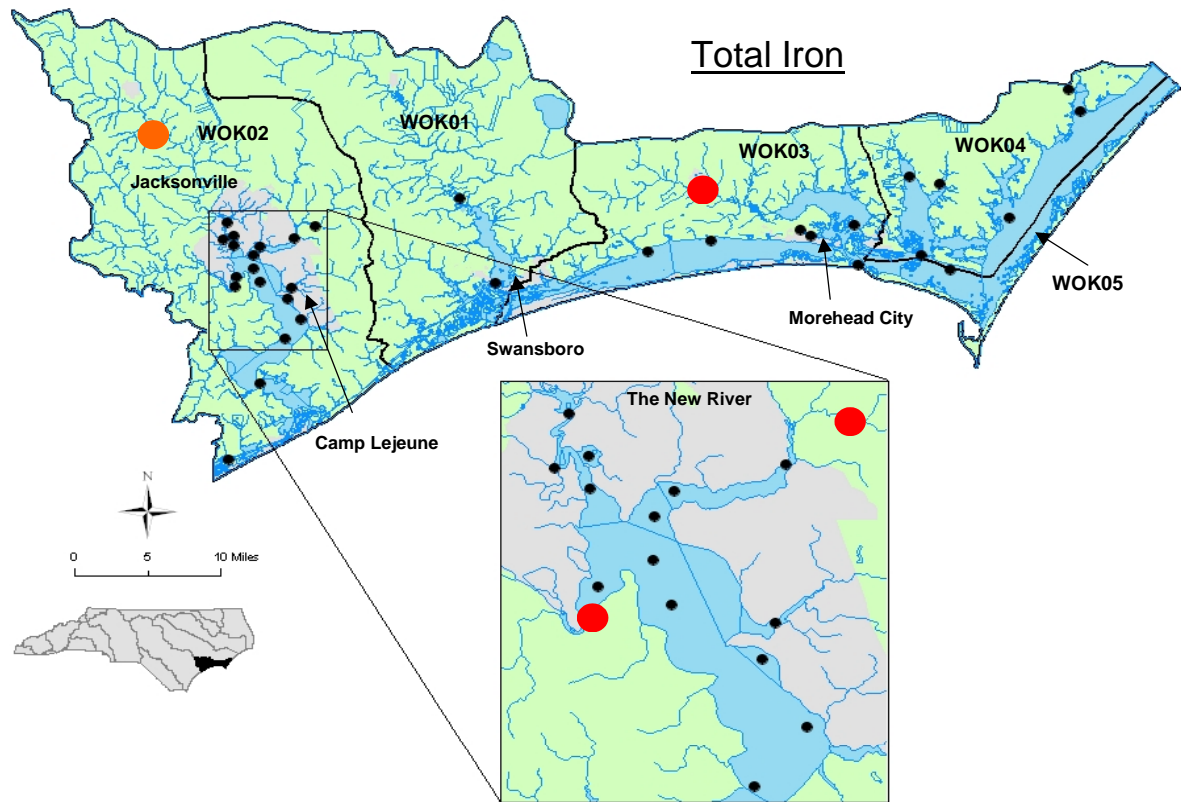 Total Iron
WOK01
WOK02
WOK03
WOK04
Jacksonville
WOK05
Morehead City
Swansboro
The New River
Camp Lejeune
N
0 5 10 Miles